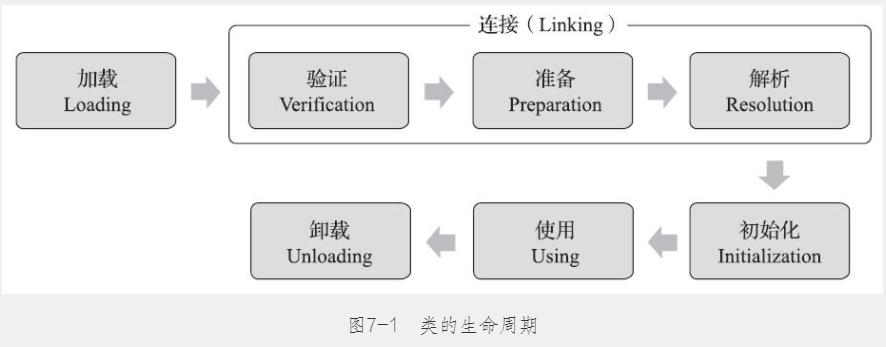 连接（Linking）
加载
Loading
验证
Verification
准备
Preparation
解析
Resolution
初始化
Initialization
使用
Using
卸载
Unloading
图7-1 类的生命周期